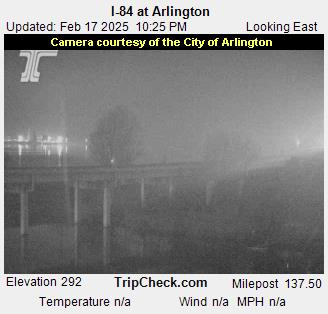 I-84 at Arlington
Updated: Feb 17 2025 10:25 PM Looking East
Camera courtesy of the City of Arlington
Elevation 292 TripCheck.com Milepost 137.50
Temperature n/a Wind n/a MPH n/a